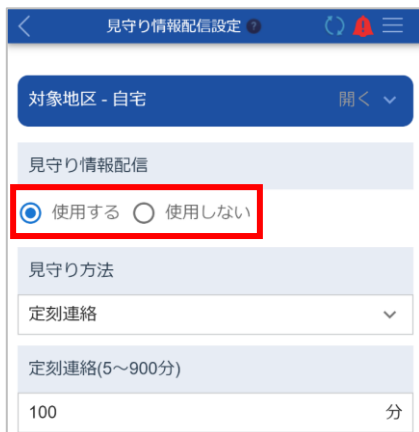 見守り情報配信設定 ?
対象地区 - 自宅 開く
見守り情報配信
使用する 使用しない
見守り方法
定刻連絡
定刻連絡(5〜900分)
100 分